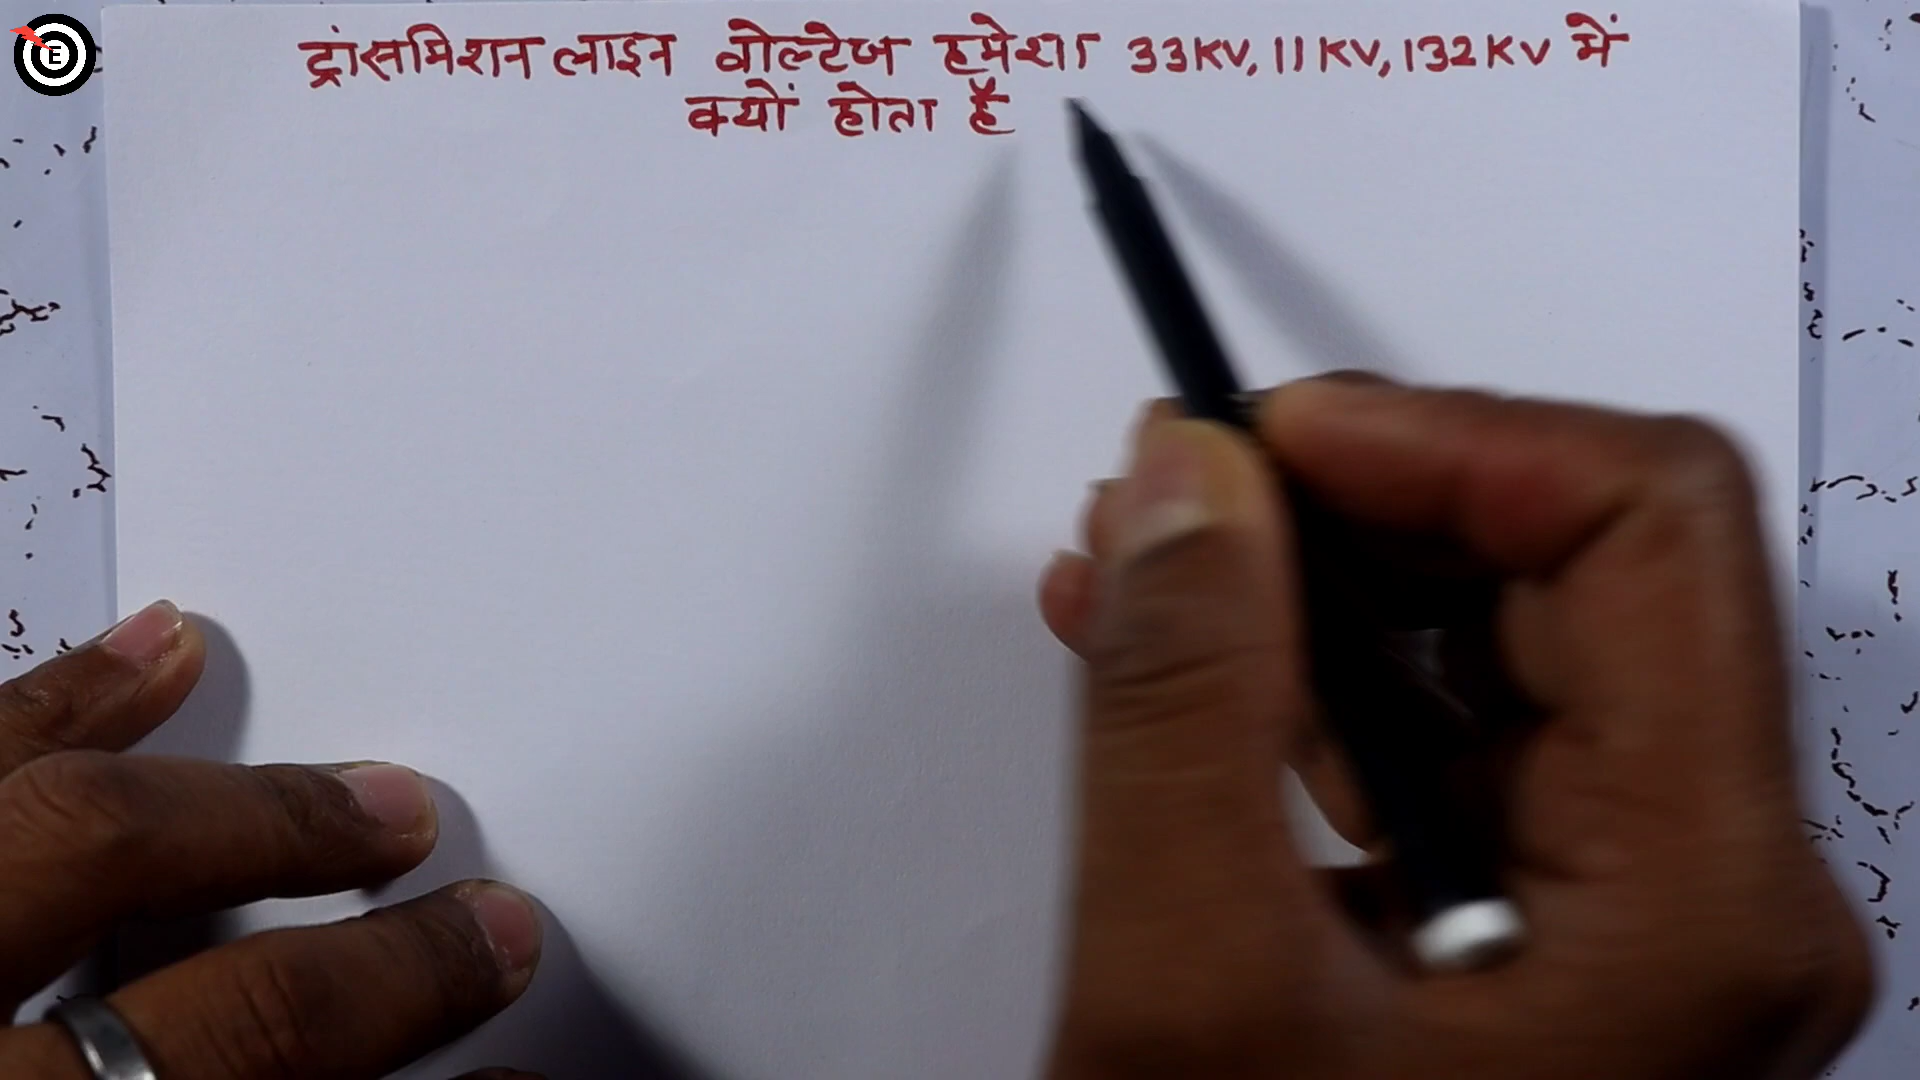 E
ट्रांसमिशन लाइन वोल्टेज हमेशा 33KV, 11KV, 132KV में
क्यों होता है